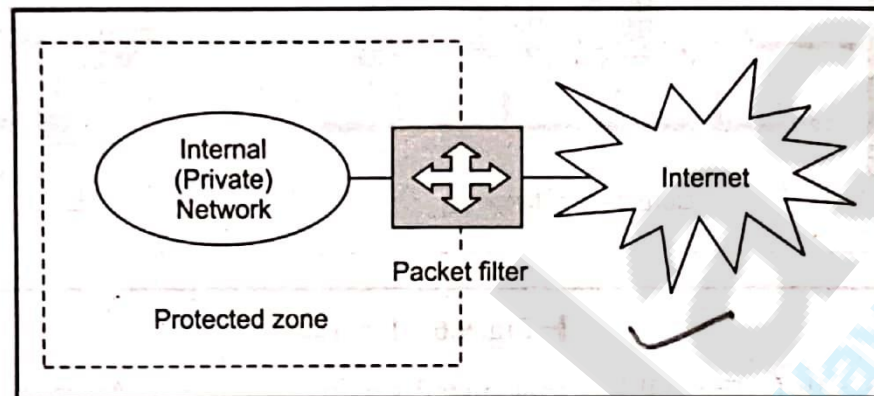 Internal
(Private)
Network
Internet
Packet filter
Protected zone